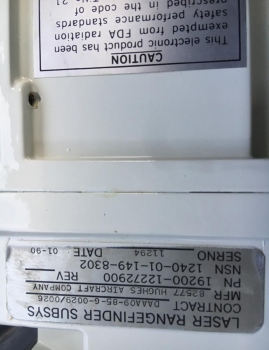 LASER RANGEFINDER SUBSYS
CONTRACT DAAA09-85-G-0029/0026
MFR 82577 HUGHES AIRCRAFT COMPANY
PN 19200-12272900 REV
NSN 1240-01-149-8302
SERNO 11294 DATE 01-90
CAUTION
This electronic product has been
exempted from FDA radiation
safety performance standards
prescribed in the code of